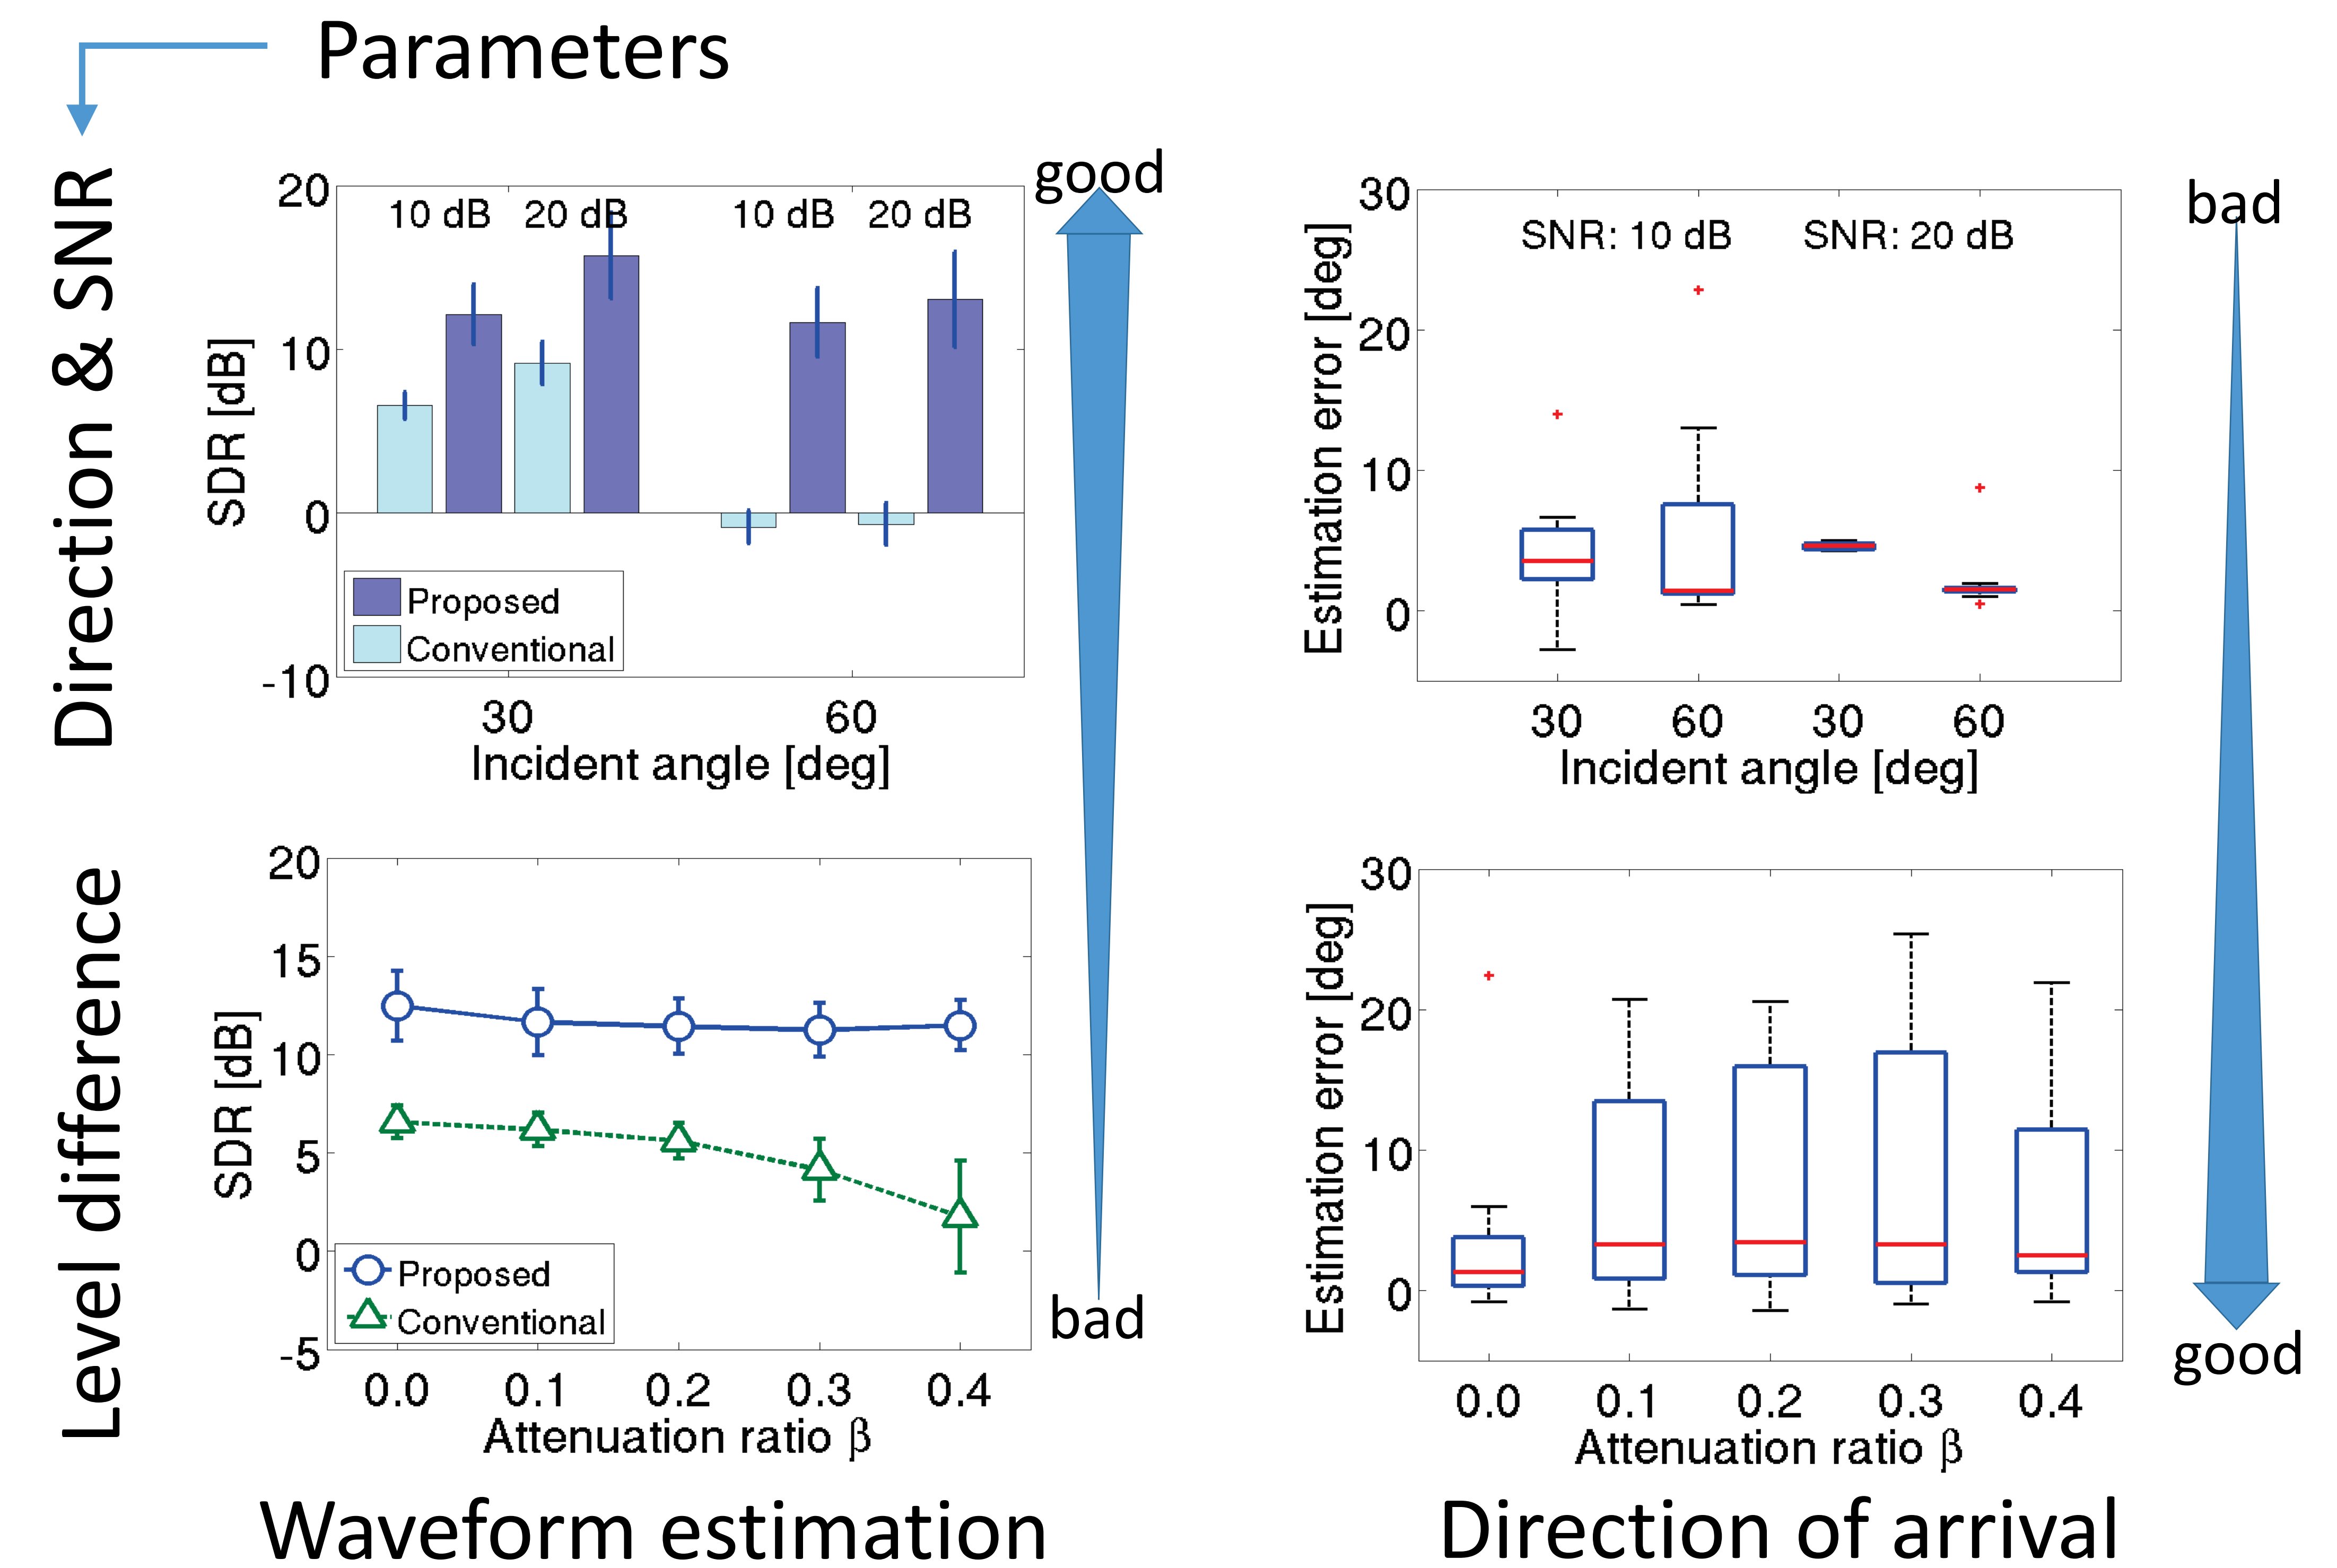 Parameters
Direction & SNR
20
10
0
-10
SDR [dB]
10 dB
20 dB
10 dB
20 dB
Proposed
Conventional
30
60
Incident angle [deg]
good
bad
30
20
10
0
Estimation error [deg]
SNR: 10 dB
SNR: 20 dB
30
60
30
60
Incident angle [deg]
bad
good
Level difference
20
15
10
5
0
-5
SDR [dB]
Proposed
Conventional
0.0
0.1
0.2
0.3
0.4
Attenuation ratio β
30
20
10
0
Estimation error [deg]
0.0
0.1
0.2
0.3
0.4
Attenuation ratio β
Waveform estimation
Direction of arrival